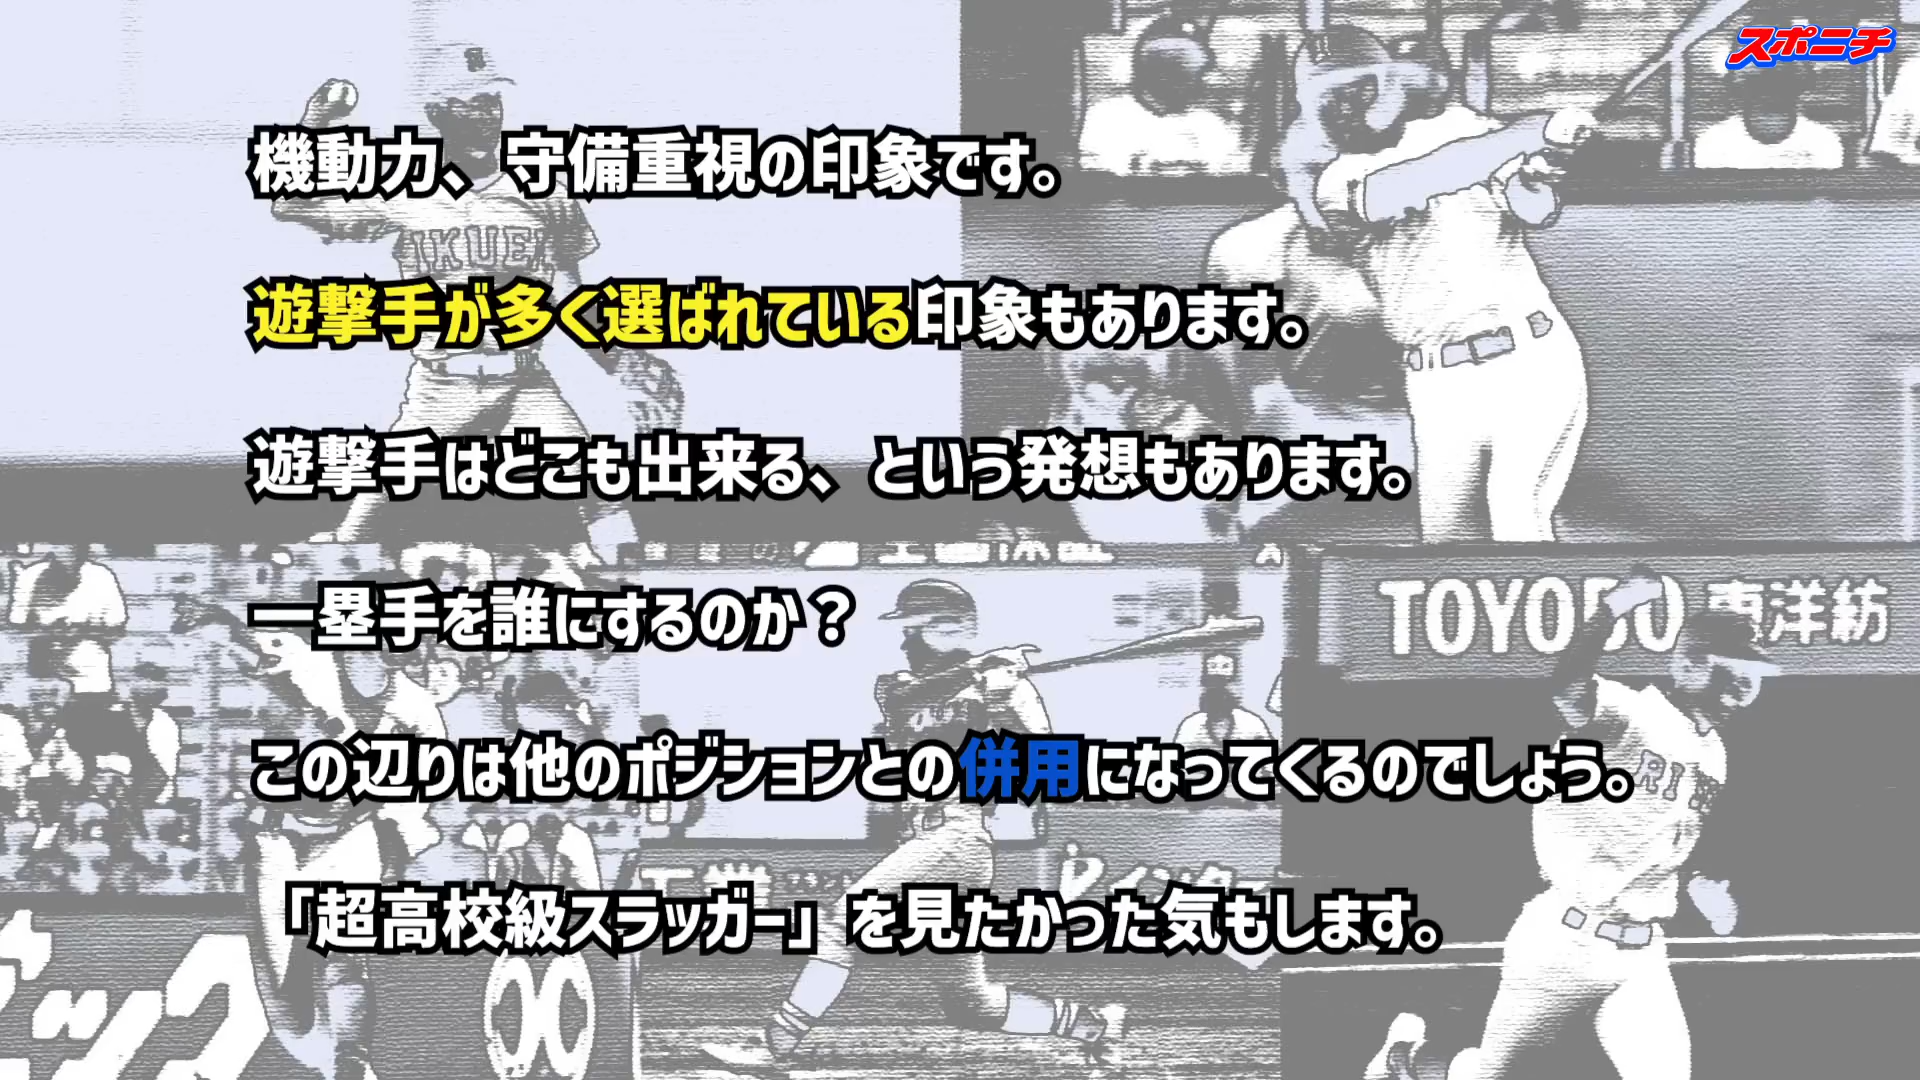 スポニチ
機動力、守備重視の印象です。
遊撃手が多く選ばれている印象もあります。
遊撃手はどこも出来る、という発想もあります。
一塁手を誰にするのか？
TOYOBO 東洋紡
この辺りは他のポジションとの併用になってくるのでしょう。
「超高校級スラッガー」を見たかった気もします。